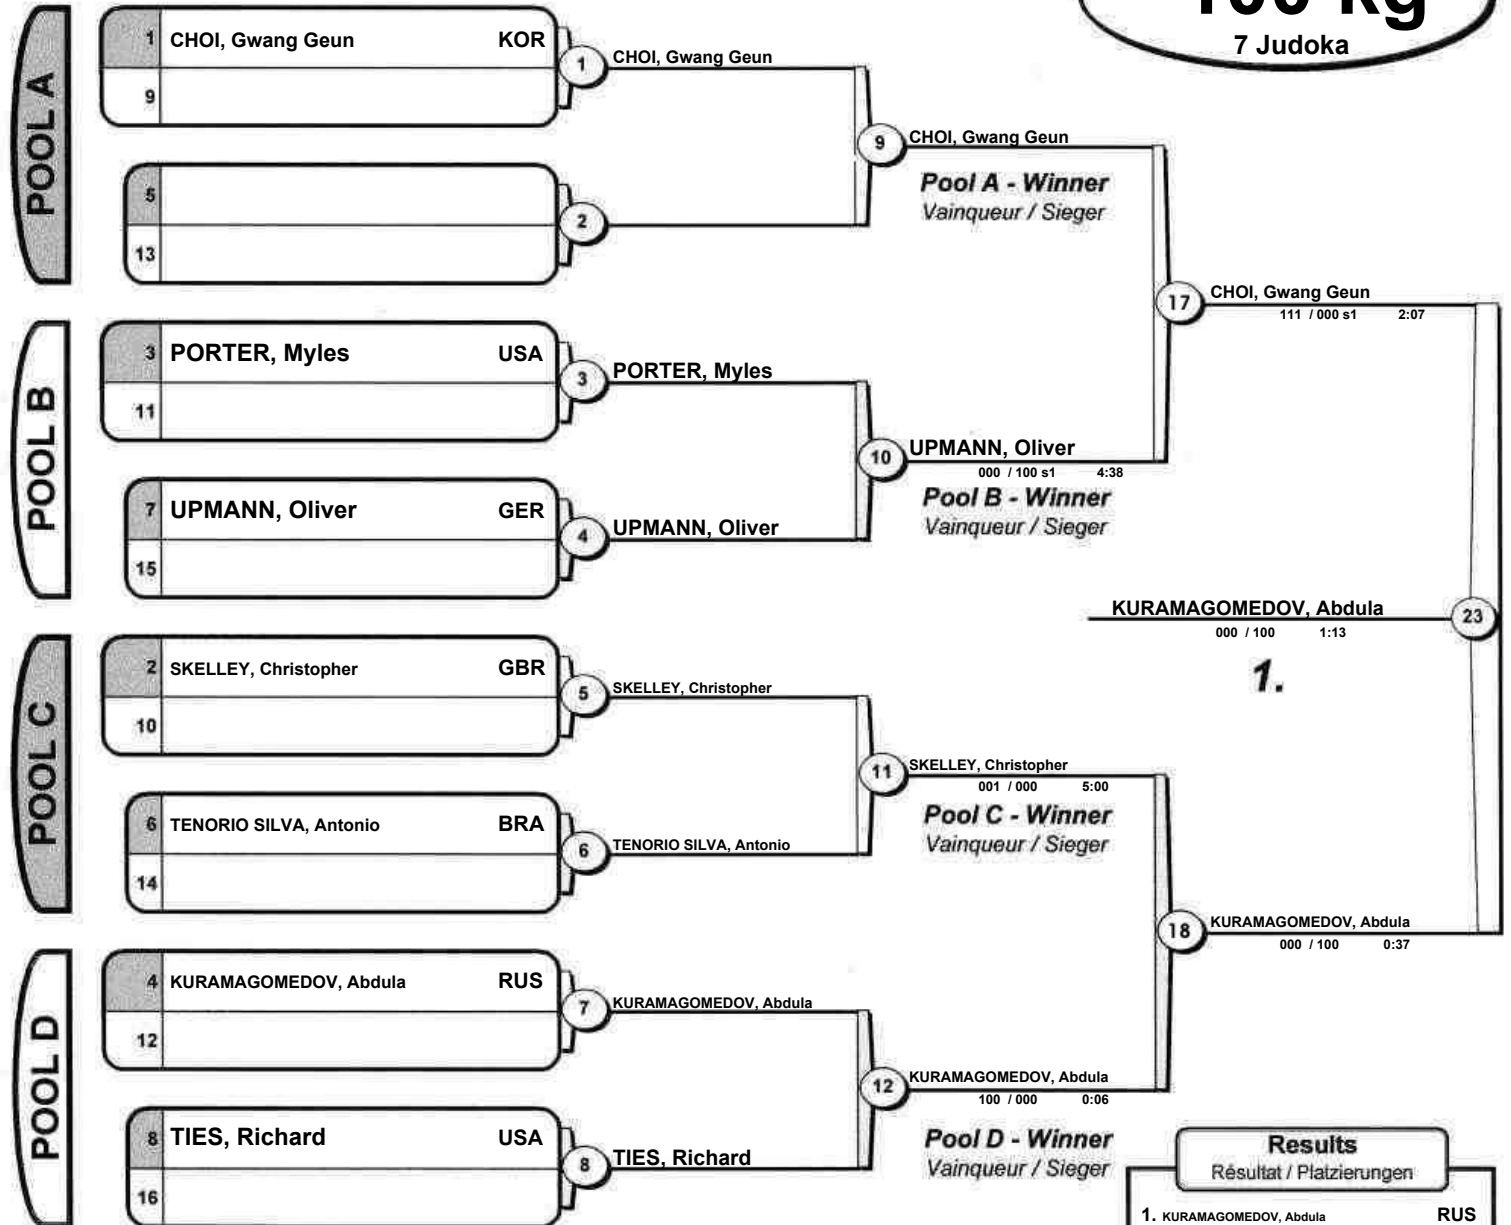 100 kg
7 Judoka
POOL A
1 CHOI, Gwang Geun KOR
9
1 CHOI, Gwang Geun
5
13
2
9 CHOI, Gwang Geun
Pool A - Winner
Vainqueur / Sieger
POOL B
3 PORTER, Myles USA
11
3 PORTER, Myles
7 UPMANN, Oliver GER
15
4 UPMANN, Oliver
10 UPMANN, Oliver
000 / 100 s1 4:38
Pool B - Winner
Vainqueur / Sieger
17 CHOI, Gwang Geun
111 / 000 s1 2:07
POOL C
2 SKELLEY, Christopher GBR
10
5 SKELLEY, Christopher
6 TENORIO SILVA, Antonio BRA
14
6 TENORIO SILVA, Antonio
11 SKELLEY, Christopher
001 / 000 5:00
Pool C - Winner
Vainqueur / Sieger
POOL D
4 KURAMAGOMEDOV, Abdula RUS
12
7 KURAMAGOMEDOV, Abdula
8 TIES, Richard USA
16
8 TIES, Richard
12 KURAMAGOMEDOV, Abdula
100 / 000 0:06
Pool D - Winner
Vainqueur / Sieger
18 KURAMAGOMEDOV, Abdula
000 / 100 0:37
KURAMAGOMEDOV, Abdula 23
000 / 100 1:13
1.
Results
Résultat / Platzierungen
1. KURAMAGOMEDOV, Abdula RUS